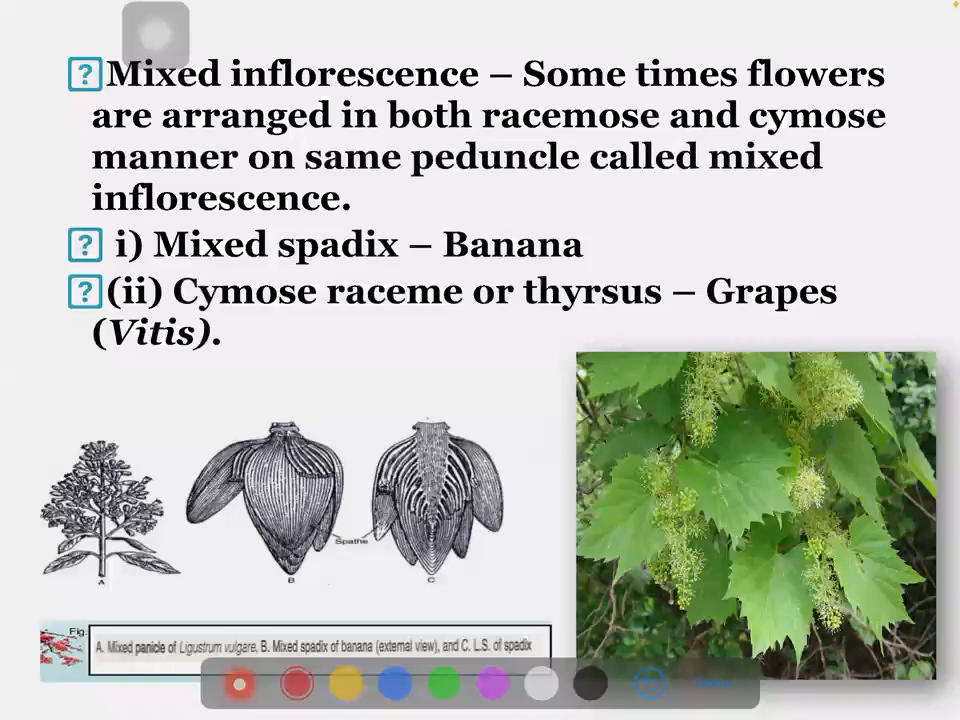 Mixed inflorescence – Some times flowers
are arranged in both racemose and cymose
manner on same peduncle called mixed
inflorescence.
i) Mixed spadix – Banana
(ii) Cymose raceme or thyrsus – Grapes
(Vitis).
Spathe
A
B
C
Fig:
A. Mixed panicle of Ligustrum vulgare, B. Mixed spadix of banana (external view), and C. L.S. of spadix